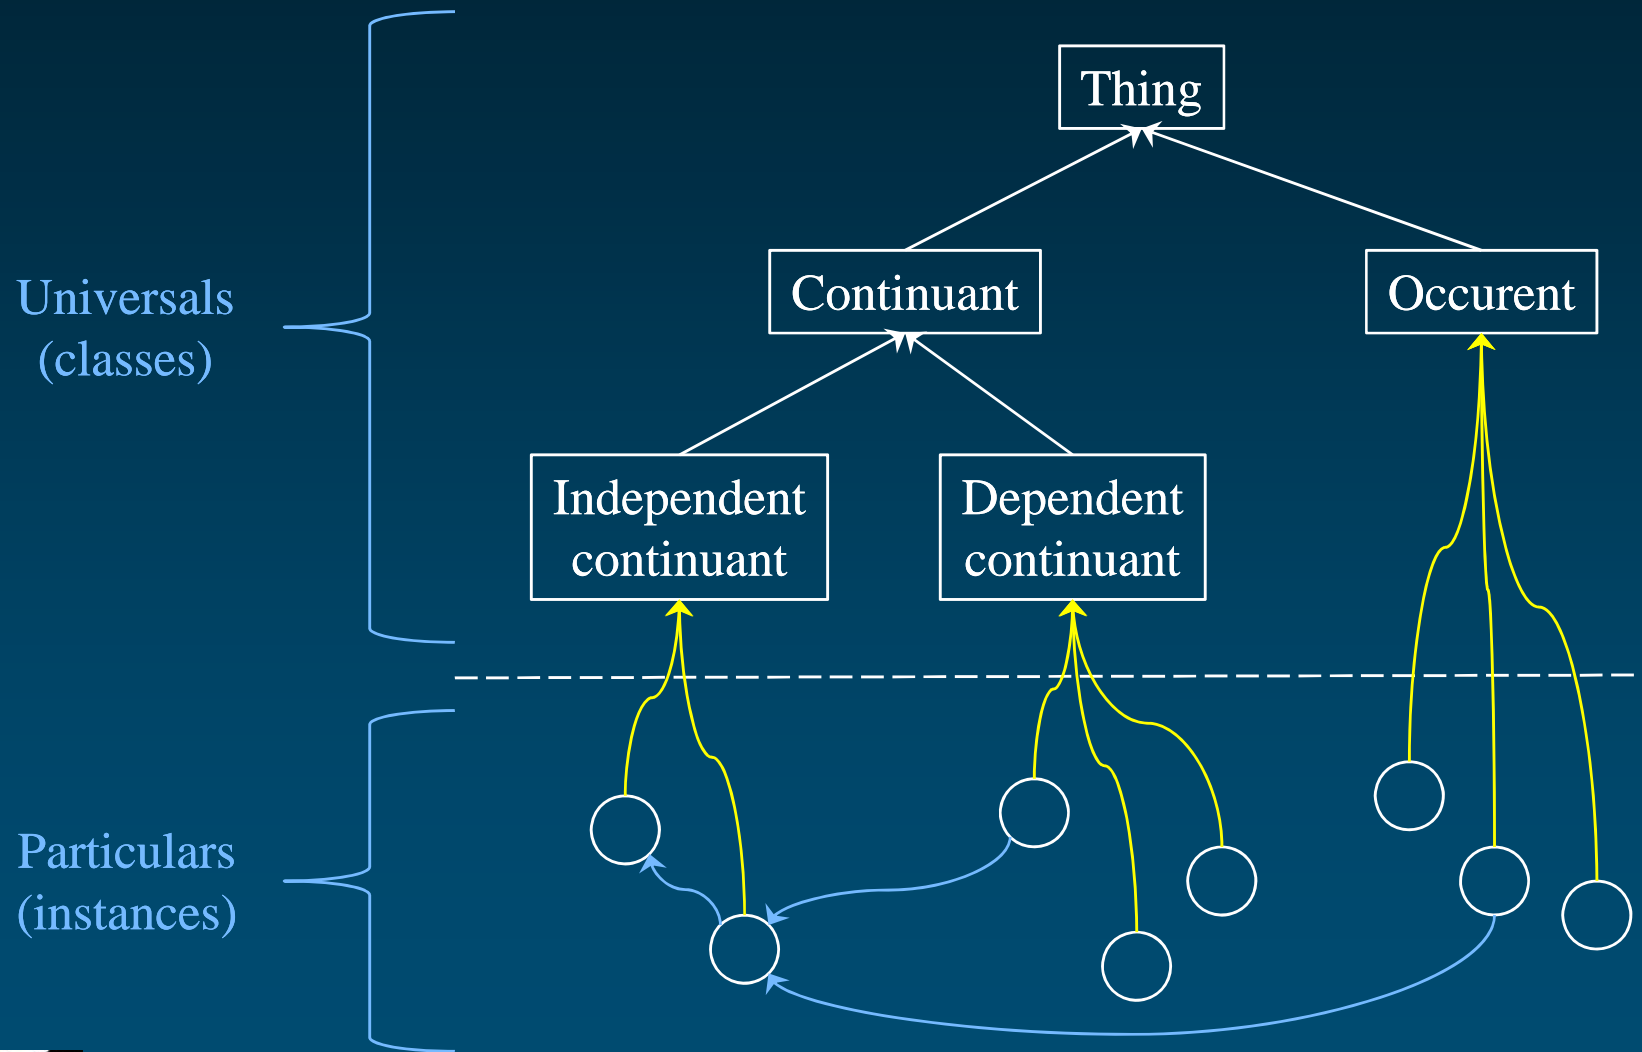 Thing
Continuant
Occurent
Universals
(classes)
Independent
continuant
Dependent
continuant
Particulars
(instances)